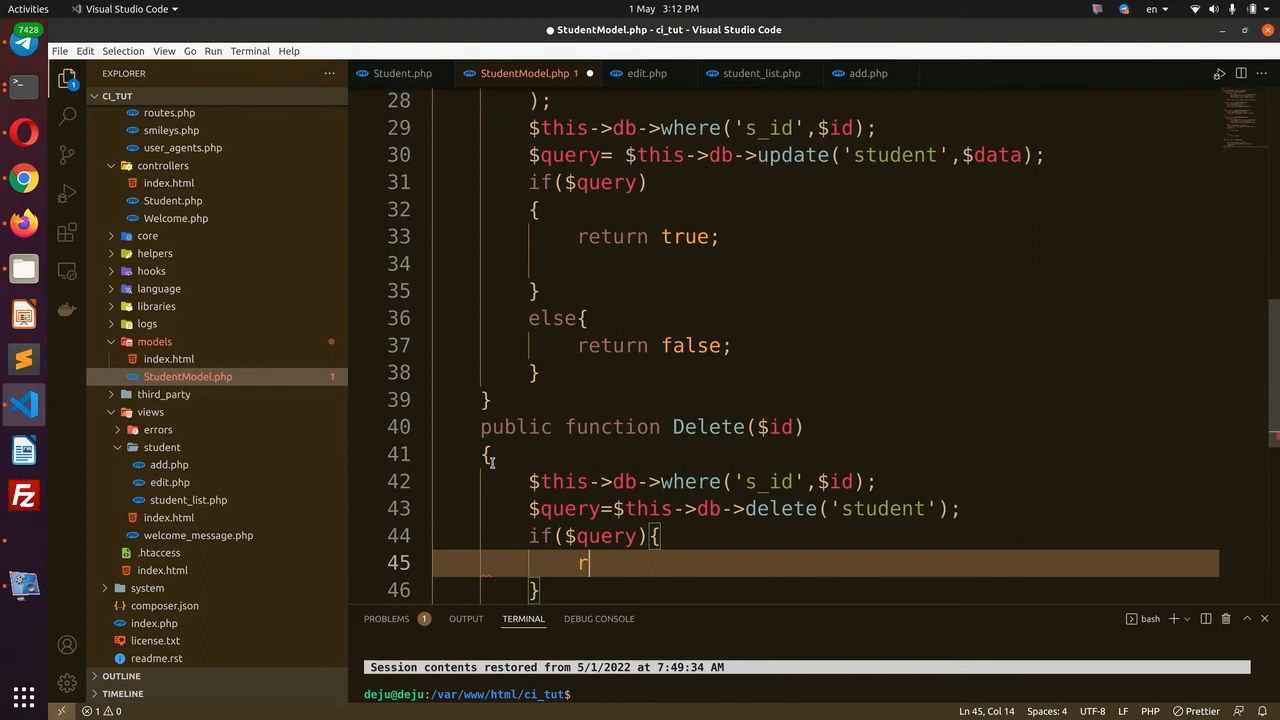 Activities
Visual Studio Code
1 May 3:12 PM
en
7428
StudentModel.php - ci_tut - Visual Studio Code
File Edit Selection View Go Run Terminal Help
EXPLORER
Student.php
StudentModel.php 1
edit.php
student_list.php
add.php
CI_TUT
routes.php
smileys.php
user_agents.php
controllers
index.html
Student.php
Welcome.php
core
helpers
hooks
language
libraries
logs
models
index.html
StudentModel.php 1
third_party
views
errors
student
add.php
edit.php
student_list.php
index.html
welcome_message.php
.htaccess
index.html
system
composer.json
index.php
license.txt
readme.rst
OUTLINE
TIMELINE
28 );
29 $this->db->where('s_id',$id);
30 $query= $this->db->update('student',$data);
31 if($query)
32 {
33 return true;
34
35 }
36 else{
37 return false;
38 }
39 }
40 public function Delete($id)
41 {
42 $this->db->where('s_id',$id);
43 $query=$this->db->delete('student');
44 if($query){
45 r
46 }
PROBLEMS 1 OUTPUT TERMINAL DEBUG CONSOLE
bash
Session contents restored from 5/1/2022 at 7:49:34 AM
deju@deju:/var/www/html/ci_tut$
1 0
Ln 45, Col 14 Spaces: 4 UTF-8 LF PHP Prettier